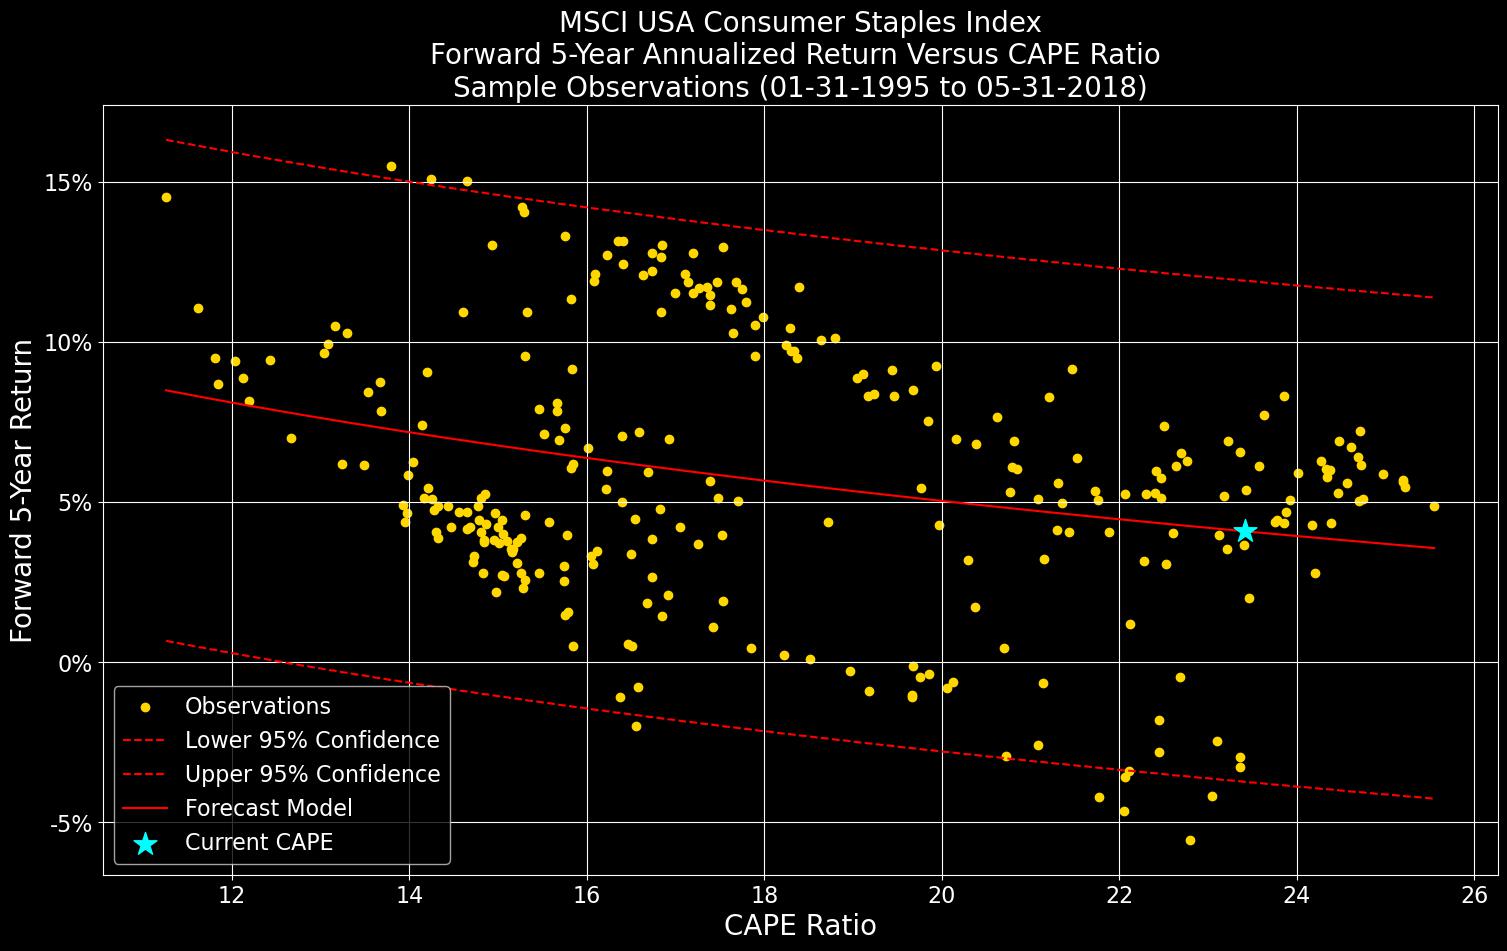 MSCI USA Consumer Staples Index
Forward 5-Year Annualized Return Versus CAPE Ratio
Sample Observations (01-31-1995 to 05-31-2018)
Forward 5-Year Return
15%
10%
5%
0%
-5%
Observations
Lower 95% Confidence
Upper 95% Confidence
Forecast Model
Current CAPE
12 14 16 18 20 22 24 26
CAPE Ratio